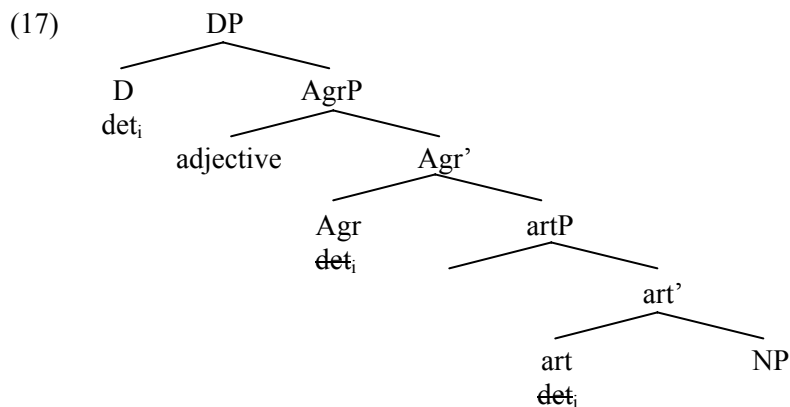 (17) DP
D AgrP
det i
adjective Agr’
Agr artP
det i
art’
art NP
det i